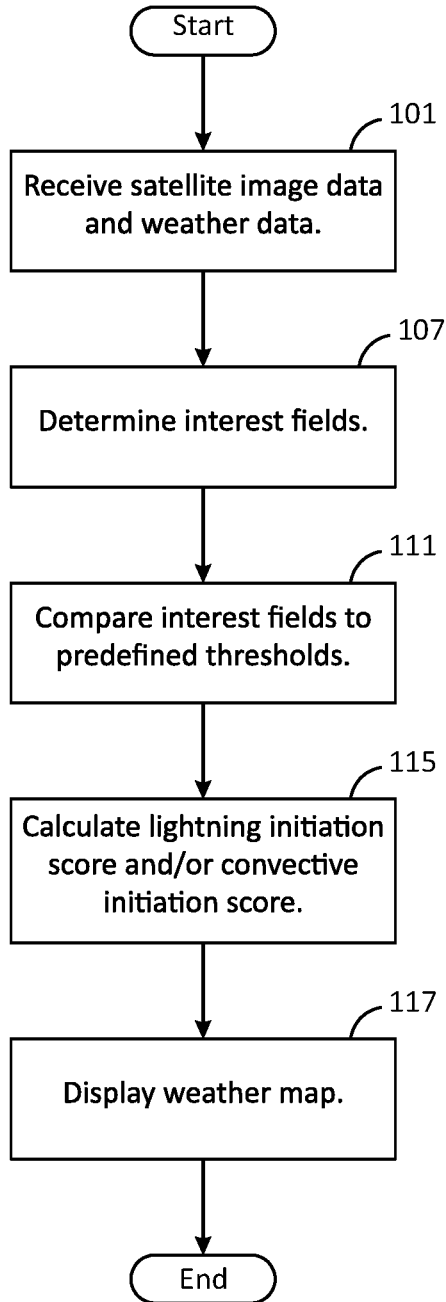 Start
101
Receive satellite image data
and weather data.
107
Determine interest fields.
111
Compare interest fields to
predefined thresholds.
115
Calculate lightning initiation
score and/or convective
initiation score.
117
Display weather map.
End